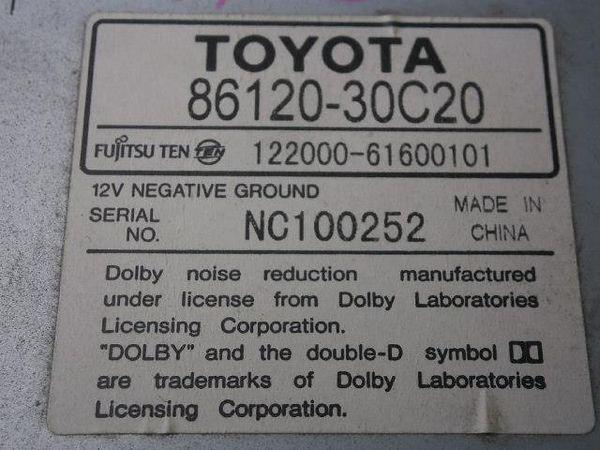 TOYOTA
86120-30C20
FUJITSU TEN TEN 122000-61600101
12V NEGATIVE GROUND
SERIAL NO. NC100252 MADE IN CHINA
Dolby noise reduction manufactured
under license from Dolby Laboratories
Licensing Corporation.
"DOLBY" and the double-D symbol
are trademarks of Dolby Laboratories
Licensing Corporation.